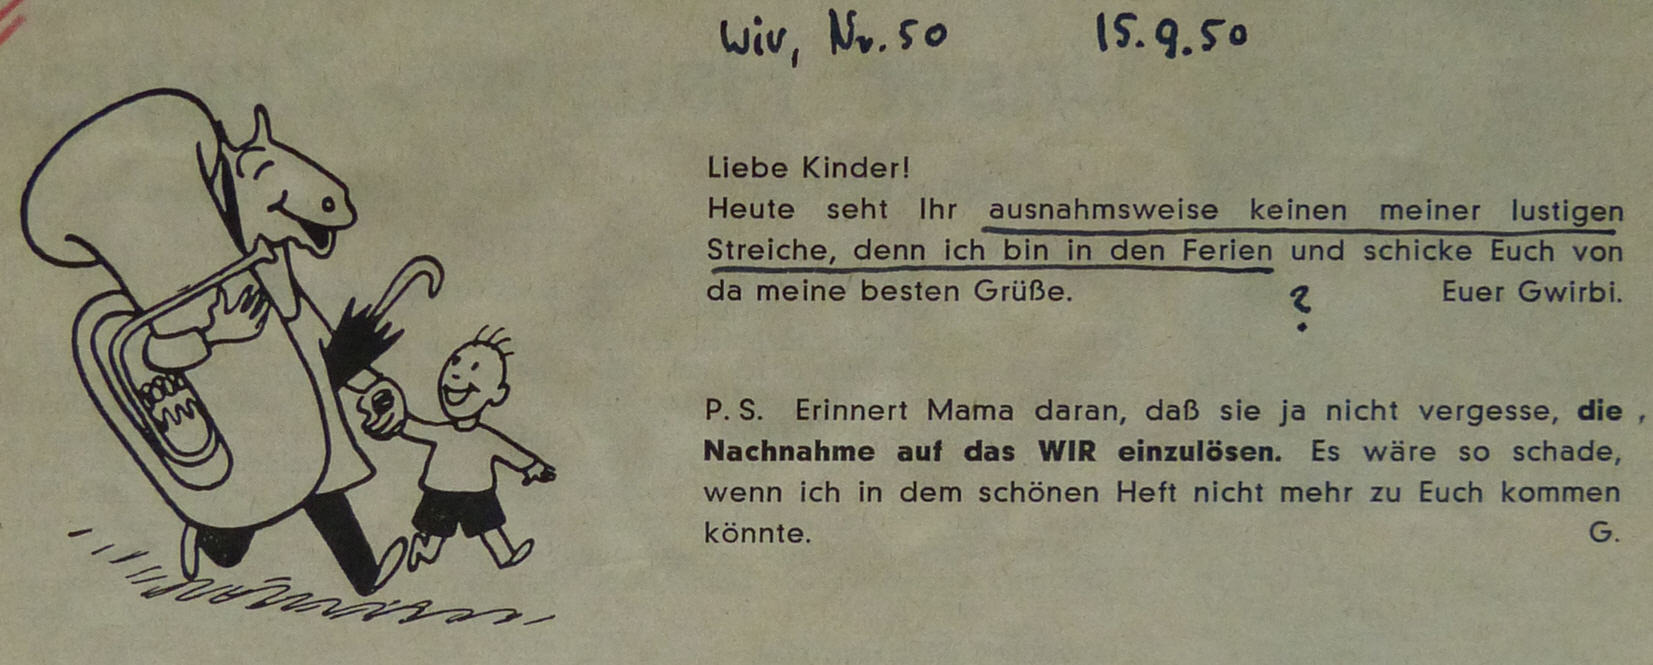 Wir, Nr. 50 15.9.50
Liebe Kinder!
Heute seht Ihr ausnahmsweise keinen meiner lustigen
Streiche, denn ich bin in den Ferien und schicke Euch von
da meine besten Grüße. ? Euer Gwirbi.
P. S. Erinnert Mama daran, daß sie ja nicht vergesse, die ,
Nachnahme auf das WIR einzulösen. Es wäre so schade,
wenn ich in dem schönen Heft nicht mehr zu Euch kommen
könnte. G.